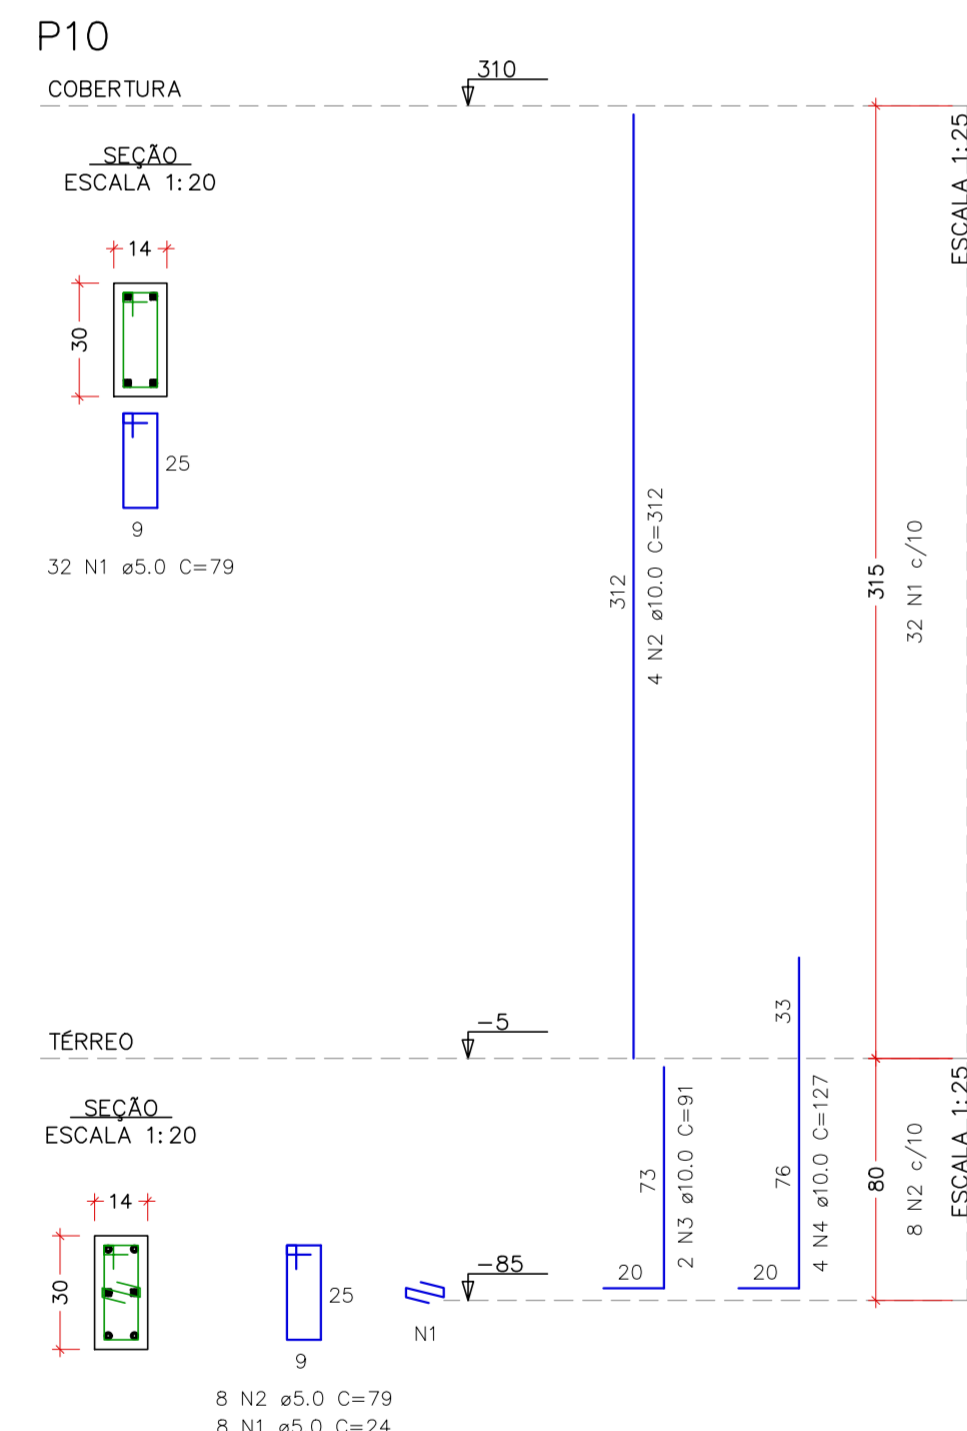 P10
COBERTURA
310
SEÇÃO
ESCALA 1:20
14
30
25
9
32 N1 ø5.0 C=79
312
4 N2 ø10.0 C=312
315
32 N1 c/10
ESCALA 1:25
TÉRREO
-5
SEÇÃO
ESCALA 1:20
14
30
25
9
8 N2 ø5.0 C=79
8 N1 ø5.0 C=24
N1
-85
20
73
2 N3 ø10.0 C=91
20
76
33
4 N4 ø10.0 C=127
80
8 N2 c/10
ESCALA 1:25